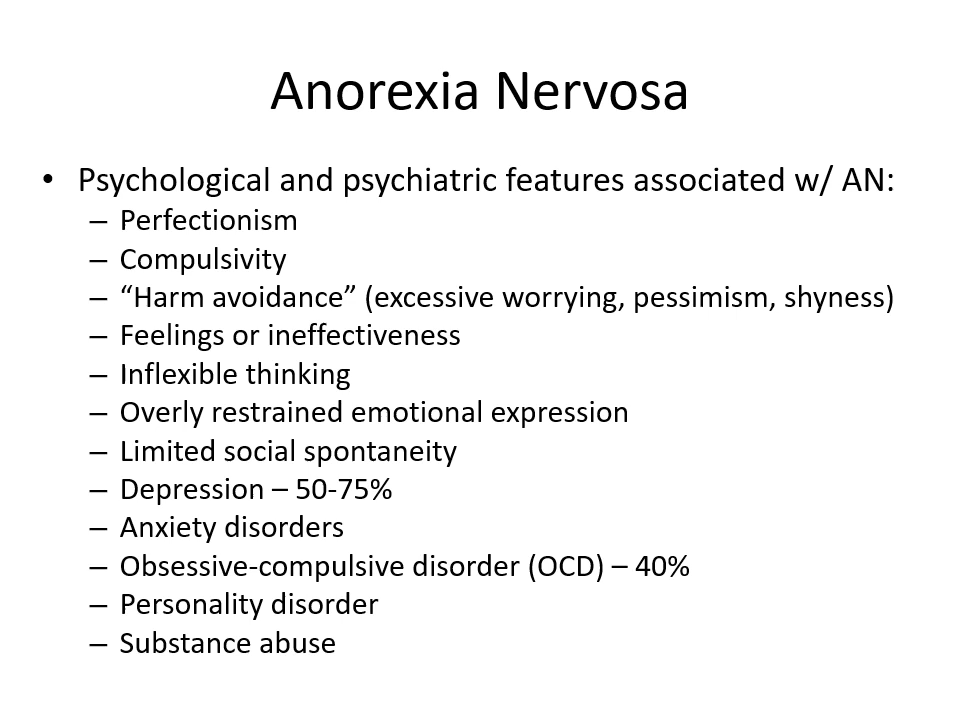 Anorexia Nervosa
• Psychological and psychiatric features associated w/ AN:
– Perfectionism
– Compulsivity
– “Harm avoidance” (excessive worrying, pessimism, shyness)
– Feelings or ineffectiveness
– Inflexible thinking
– Overly restrained emotional expression
– Limited social spontaneity
– Depression – 50-75%
– Anxiety disorders
– Obsessive-compulsive disorder (OCD) – 40%
– Personality disorder
– Substance abuse